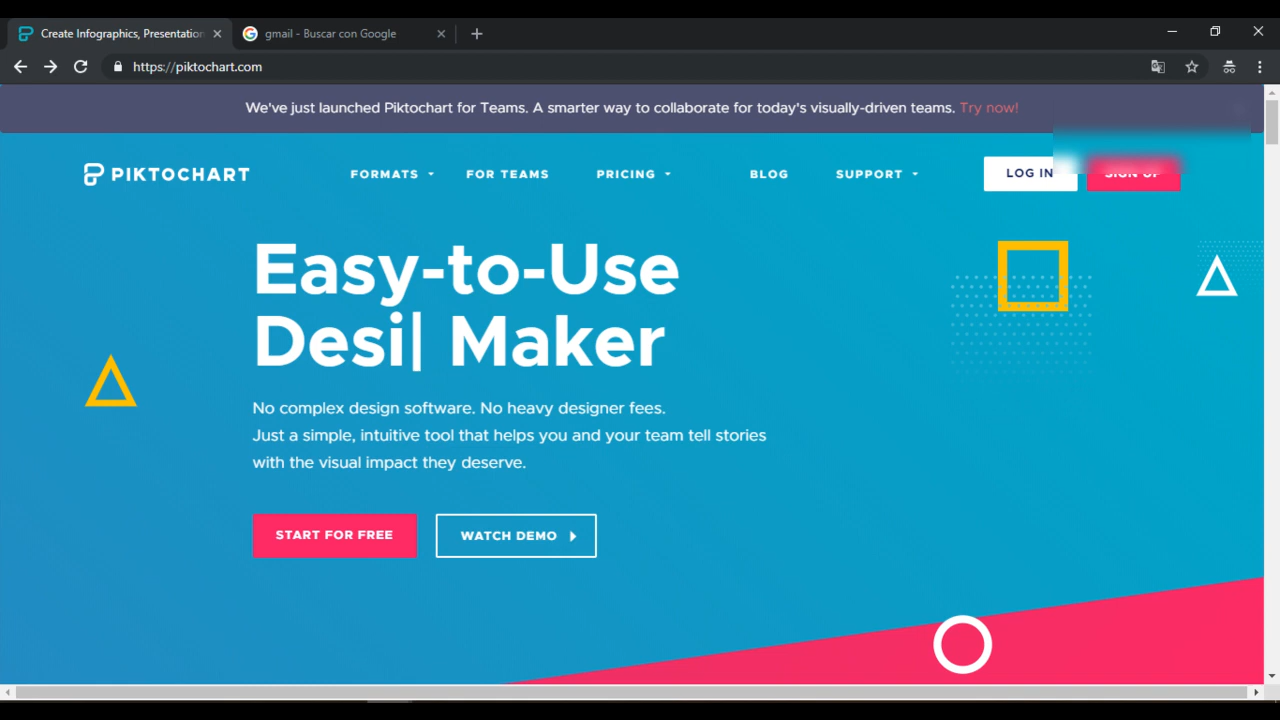 Create Infographics, Presentation
gmail - Buscar con Google
https://piktochart.com
We've just launched Piktochart for Teams. A smarter way to collaborate for today's visually-driven teams. Try now!
PIKTOCHART
FORMATS
FOR TEAMS
PRICING
BLOG
SUPPORT
LOG IN
SIGN UP
Easy-to-Use
Desi| Maker
No complex design software. No heavy designer fees.
Just a simple, intuitive tool that helps you and your team tell stories
with the visual impact they deserve.
START FOR FREE
WATCH DEMO